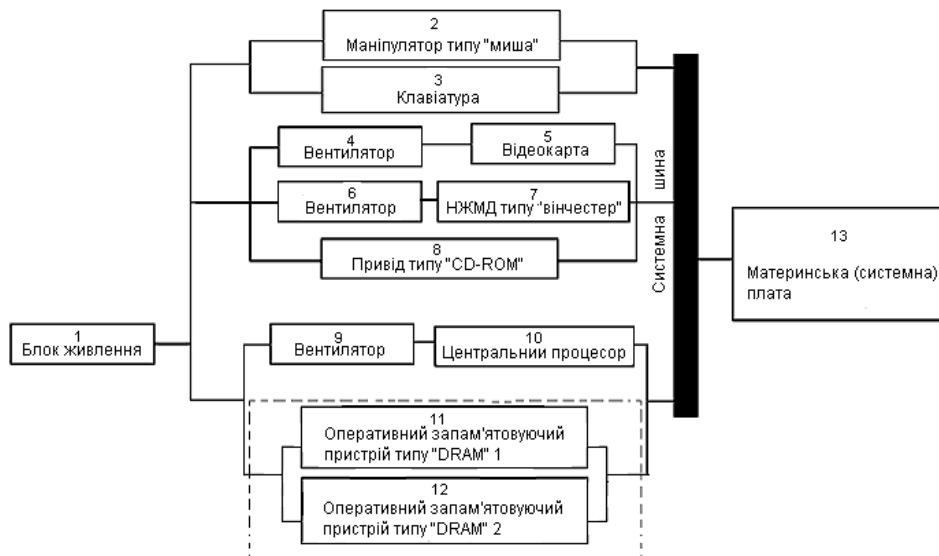 2
Маніпулятор типу "миша"
3
Клавіатура
4
Вентилятор
5
Відеокарта
6
Вентилятор
7
НЖМД типу "вінчестер"
8
Привід типу "CD-ROM"
Системна шина
13
Материнська (системна)
плата
1
Блок живлення
9
Вентилятор
10
Центральний процесор
11
Оперативний запам'ятовуючий
пристрій типу "DRAM" 1
12
Оперативний запам'ятовуючий
пристрій типу "DRAM" 2